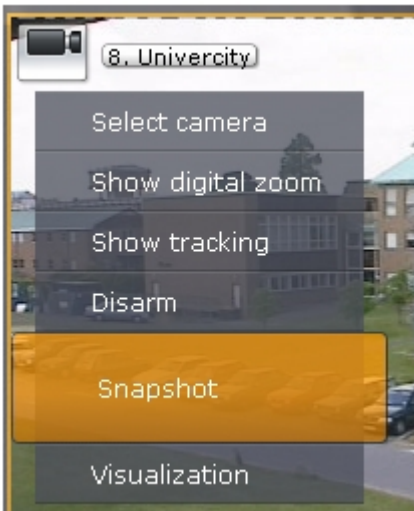 8. Univercity
Select camera
Show digital zoom
Show tracking
Disarm
Snapshot
Visualization